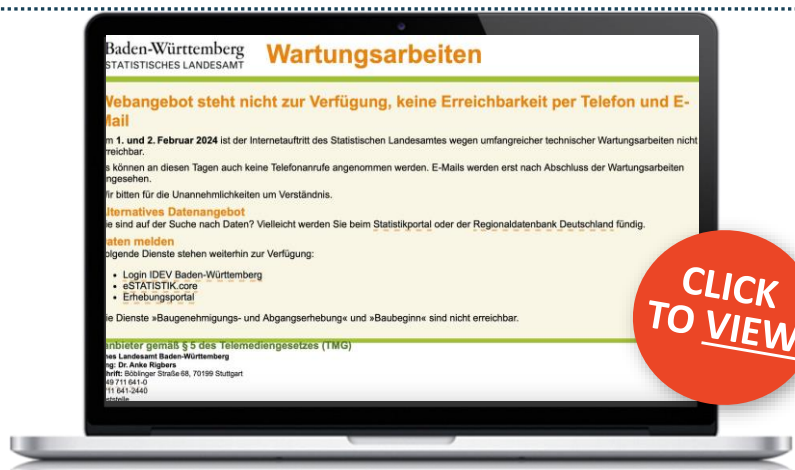 Baden-Württemberg
STATISTISCHES LANDESAMT
Wartungsarbeiten
Webangebot steht nicht zur Verfügung, keine Erreichbarkeit per Telefon und E-
Mail
m 1. und 2. Februar 2024 ist der Internetauftritt des Statistischen Landesamtes wegen umfangreicher technischer Wartungsarbeiten nicht
rreichbar.
s können an diesen Tagen auch keine Telefonanrufe angenommen werden. E-Mails werden erst nach Abschluss der Wartungsarbeiten
ngesehen.
ir bitten für die Unannehmlichkeiten um Verständnis.
lternatives Datenangebot
ie sind auf der Suche nach Daten? Vielleicht werden Sie beim Statistikportal oder der Regionaldatenbank Deutschland fündig.
aten melden
olgende Dienste stehen weiterhin zur Verfügung:
• Login IDEV Baden-Württemberg
• eSTATISTIK.core
• Erhebungsportal
ie Dienste »Baugenehmigungs- und Abgangserhebung« und »Baubeginn« sind nicht erreichbar.
CLICK
TO VIEW
nbieter gemäß § 5 des Telemediengesetzes (TMG)
hes Landesamt Baden-Württemberg
ng: Dr. Anke Rigbers
hrift: Böblinger Straße 68, 70199 Stuttgart
49 711 641-0
711 641-2440